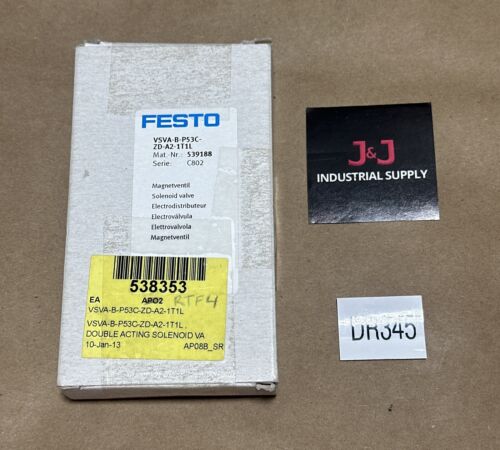 FESTO
VSVA-B-P53C-
ZD-A2-1T1L
Mat.-Nr.: 539188
Serie: C802
Magnetventil
Solenoid valve
Electrodistributeur
Electroválvula
Elettrovalvola
Magnetventil
538353
EA AP02 RTF4
VSVA-B-P53C-ZD-A2-1T1L
VSVA-B-P53C-ZD-A2-1T1L ,
DOUBLE ACTING SOLENOID VA
10-Jan-13 AP08B_SR
J&J
INDUSTRIAL SUPPLY
DR345